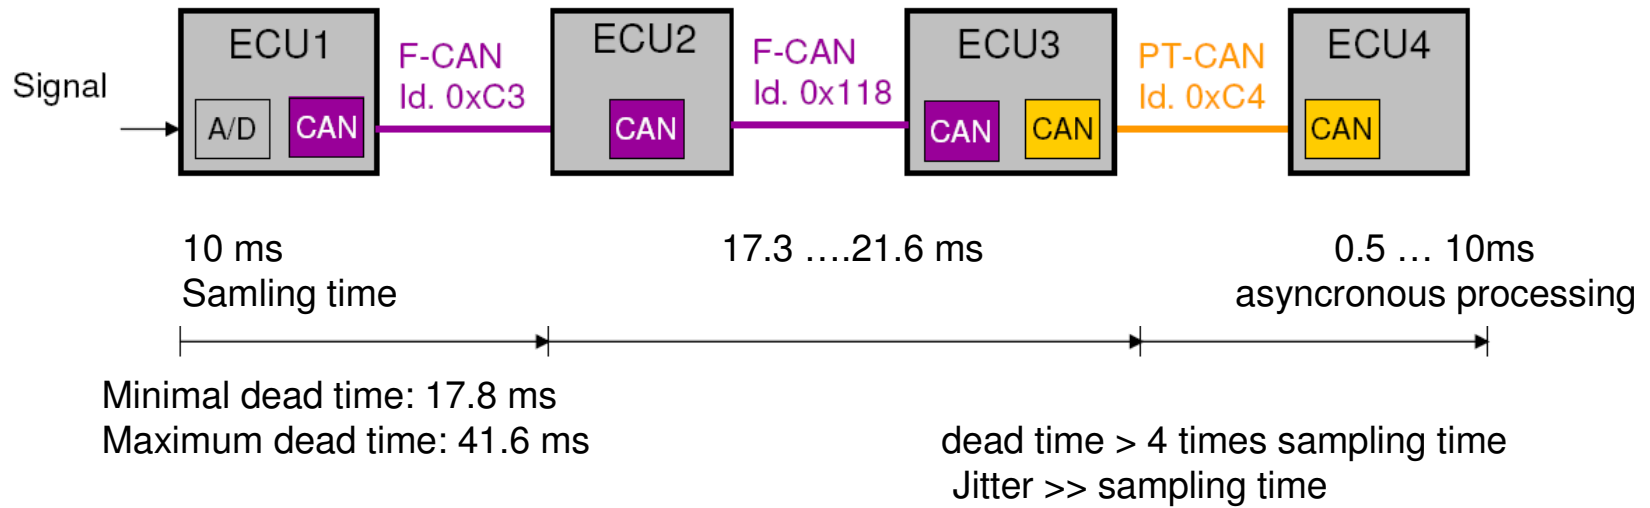 Signal
ECU1
A/D
CAN
F-CAN
Id. 0xC3
ECU2
CAN
F-CAN
Id. 0x118
ECU3
CAN
CAN
PT-CAN
Id. 0xC4
ECU4
CAN
10 ms
Samling time
17.3 ....21.6 ms
0.5 ... 10ms
asyncronous processing
Minimal dead time: 17.8 ms
Maximum dead time: 41.6 ms
dead time > 4 times sampling time
Jitter >> sampling time